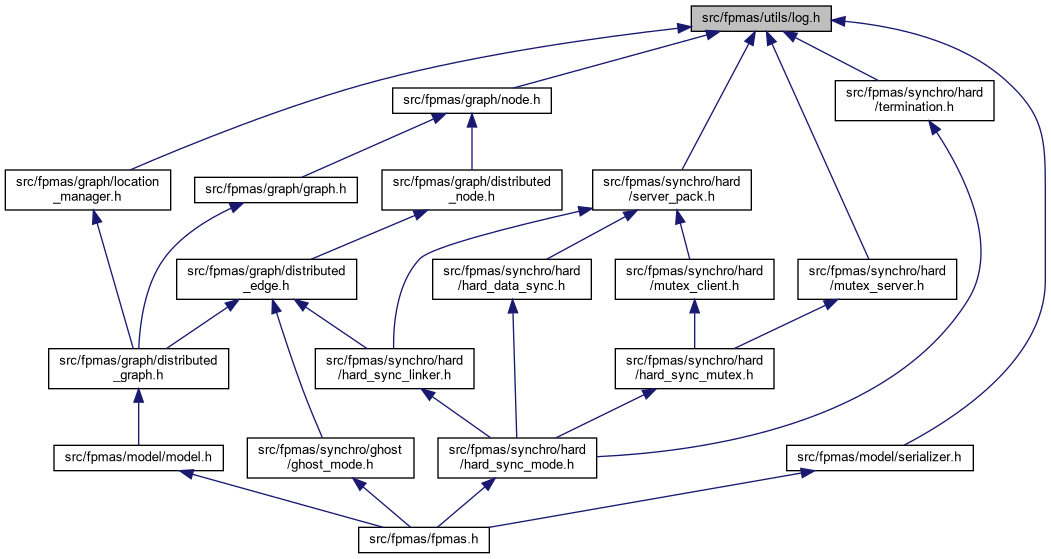 src/fpmas/utils/log.h
src/fpmas/graph/node.h
src/fpmas/synchro/hard
/termination.h
src/fpmas/graph/location
_manager.h
src/fpmas/graph/graph.h
src/fpmas/graph/distributed
_node.h
src/fpmas/synchro/hard
/server_pack.h
src/fpmas/graph/distributed
_edge.h
src/fpmas/synchro/hard
/hard_data_sync.h
src/fpmas/synchro/hard
/mutex_client.h
src/fpmas/synchro/hard
/mutex_server.h
src/fpmas/graph/distributed
_graph.h
src/fpmas/synchro/hard
/hard_sync_linker.h
src/fpmas/synchro/hard
/hard_sync_mutex.h
src/fpmas/model/model.h
src/fpmas/synchro/ghost
/ghost_mode.h
src/fpmas/synchro/hard
/hard_sync_mode.h
src/fpmas/model/serializer.h
src/fpmas/fpmas.h